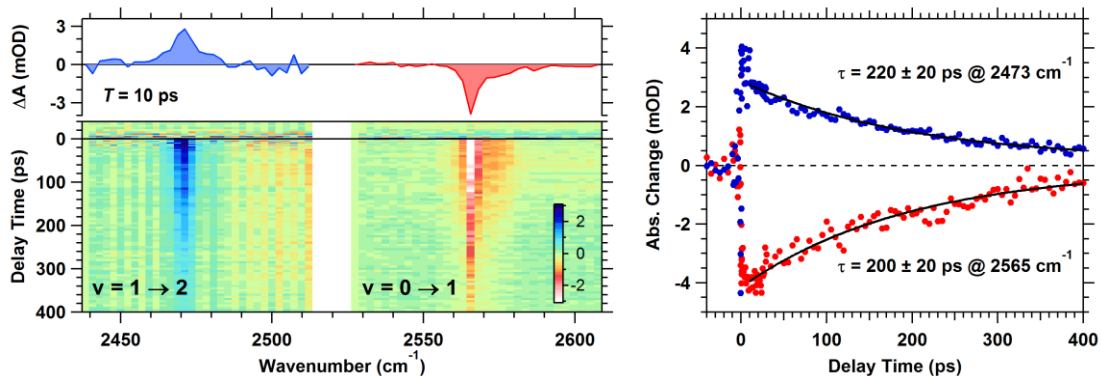 ΔA (mOD)
3
0
-3
T = 10 ps
Delay Time (ps)
0
100
200
300
400
v = 1 → 2
v = 0 → 1
2
0
-2
2450
2500
2550
2600
Wavenumber (cm-1)
Abs. Change (mOD)
4
2
0
-2
-4
τ = 220 ± 20 ps @ 2473 cm-1
τ = 200 ± 20 ps @ 2565 cm-1
0
100
200
300
400
Delay Time (ps)